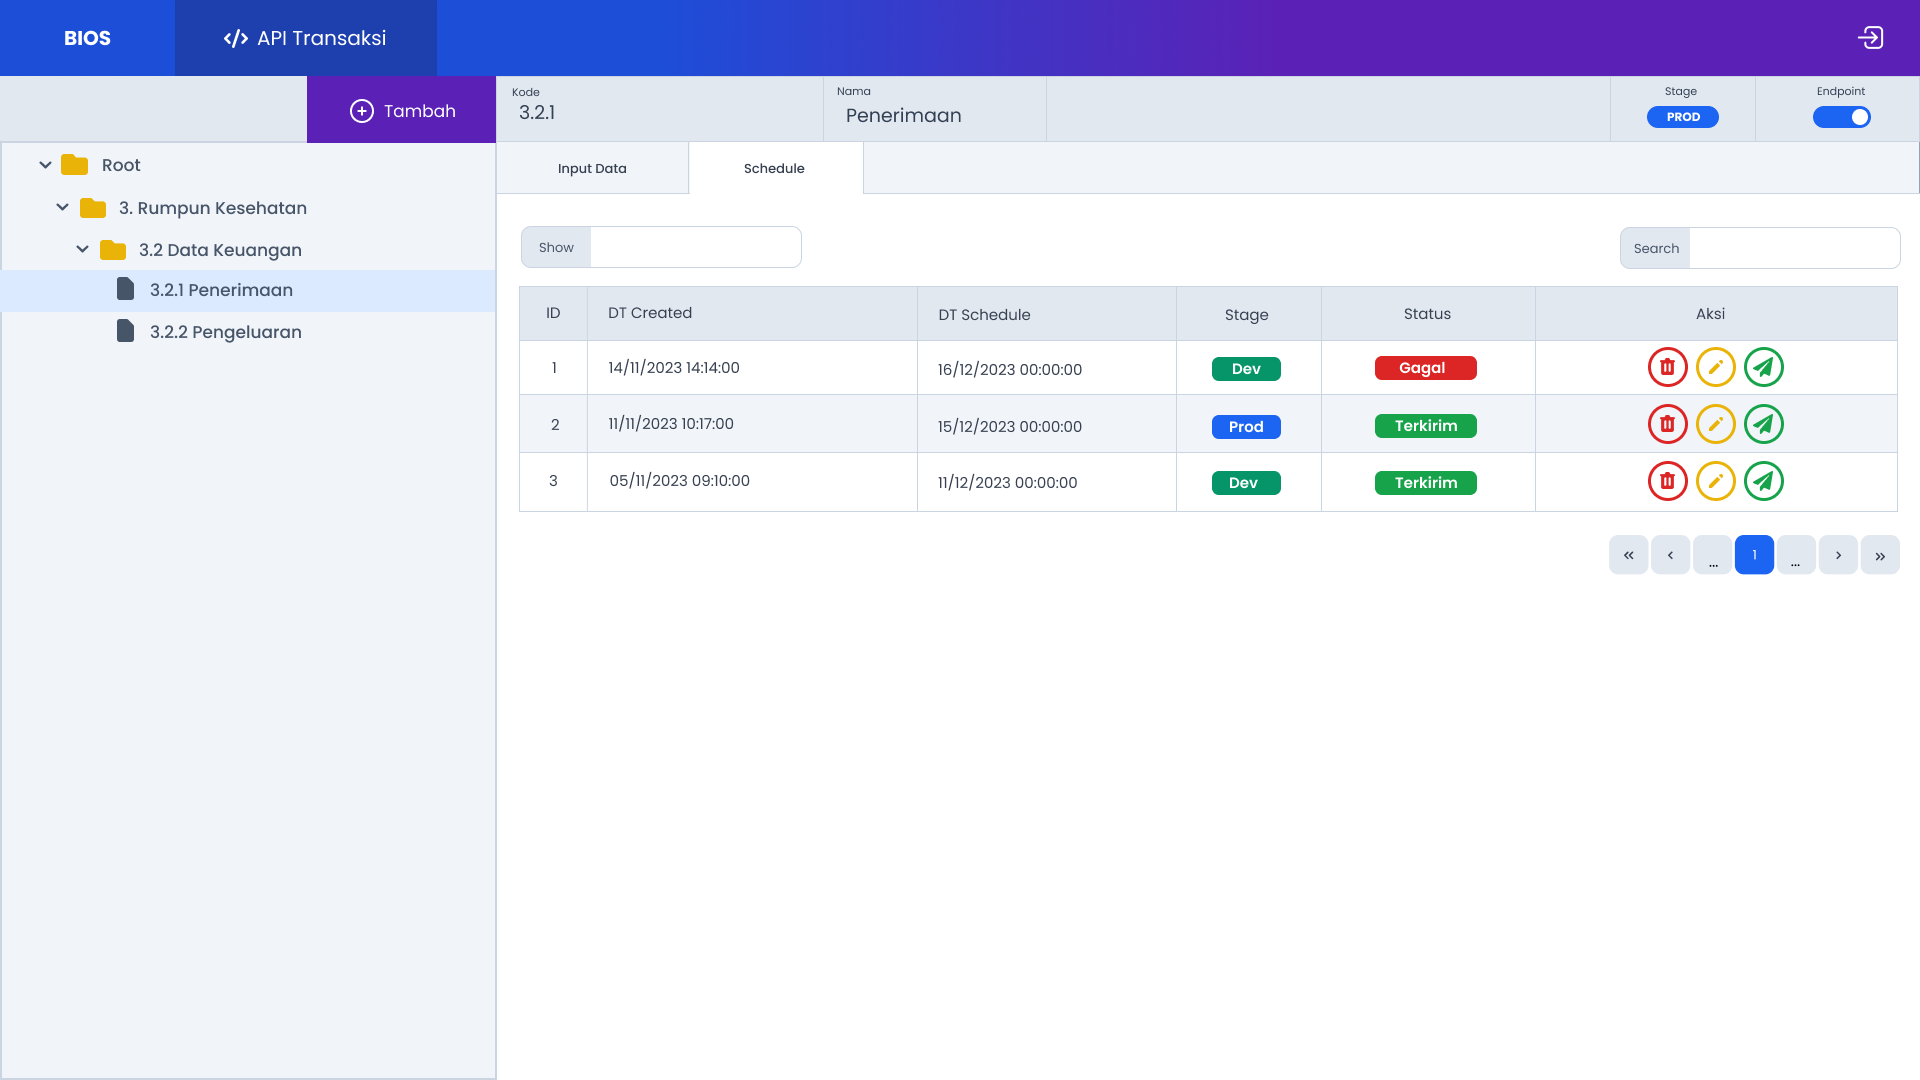 BIOS
</> API Transaksi
Tambah
Kode
3.2.1
Nama
Penerimaan
Stage
PROD
Endpoint
Root
3. Rumpun Kesehatan
3.2 Data Keuangan
3.2.1 Penerimaan
3.2.2 Pengeluaran
Input Data
Schedule
Show
Search
ID DT Created DT Schedule Stage Status Aksi
1 14/11/2023 14:14:00 16/12/2023 00:00:00 Dev Gagal
2 11/11/2023 10:17:00 15/12/2023 00:00:00 Prod Terkirim
3 05/11/2023 09:10:00 11/12/2023 00:00:00 Dev Terkirim
« ‹ ... 1 ... › »